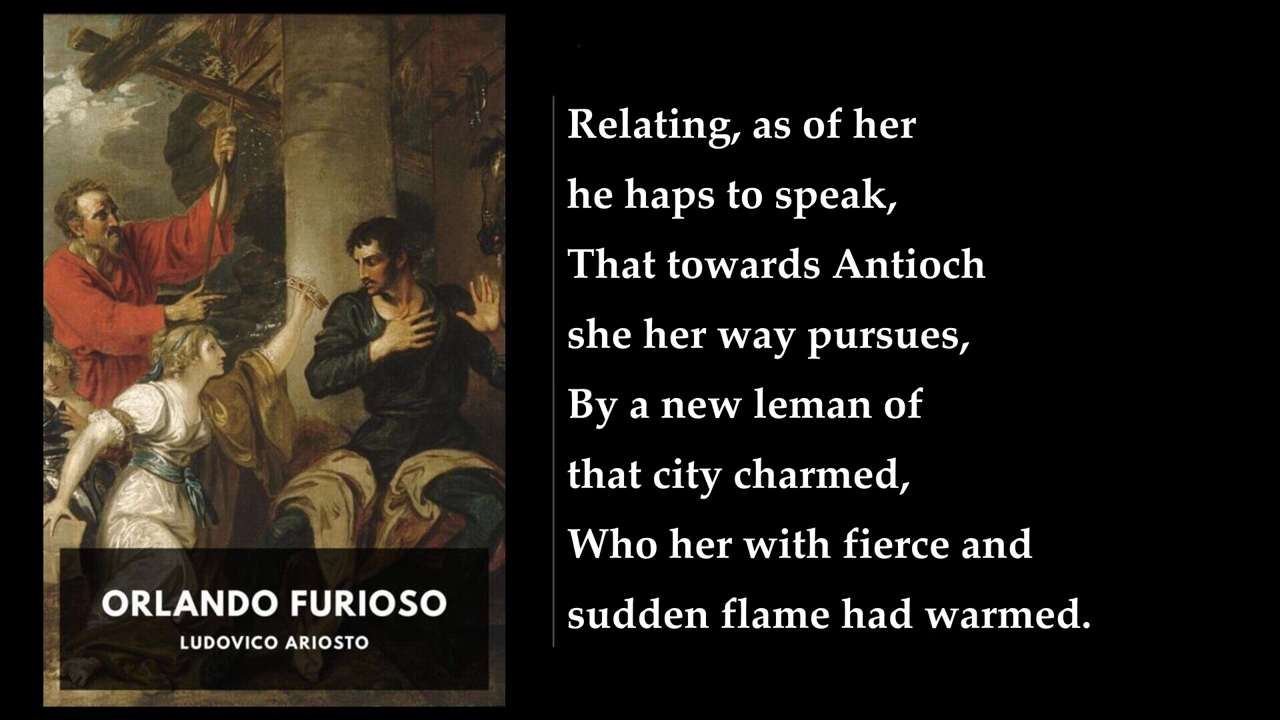 ORLANDO FURIOSO
LUDOVICO ARIOSTO
Relating, as of her
he haps to speak,
That towards Antioch
she her way pursues,
By a new leman of
that city charmed,
Who her with fierce and
sudden flame had warmed.